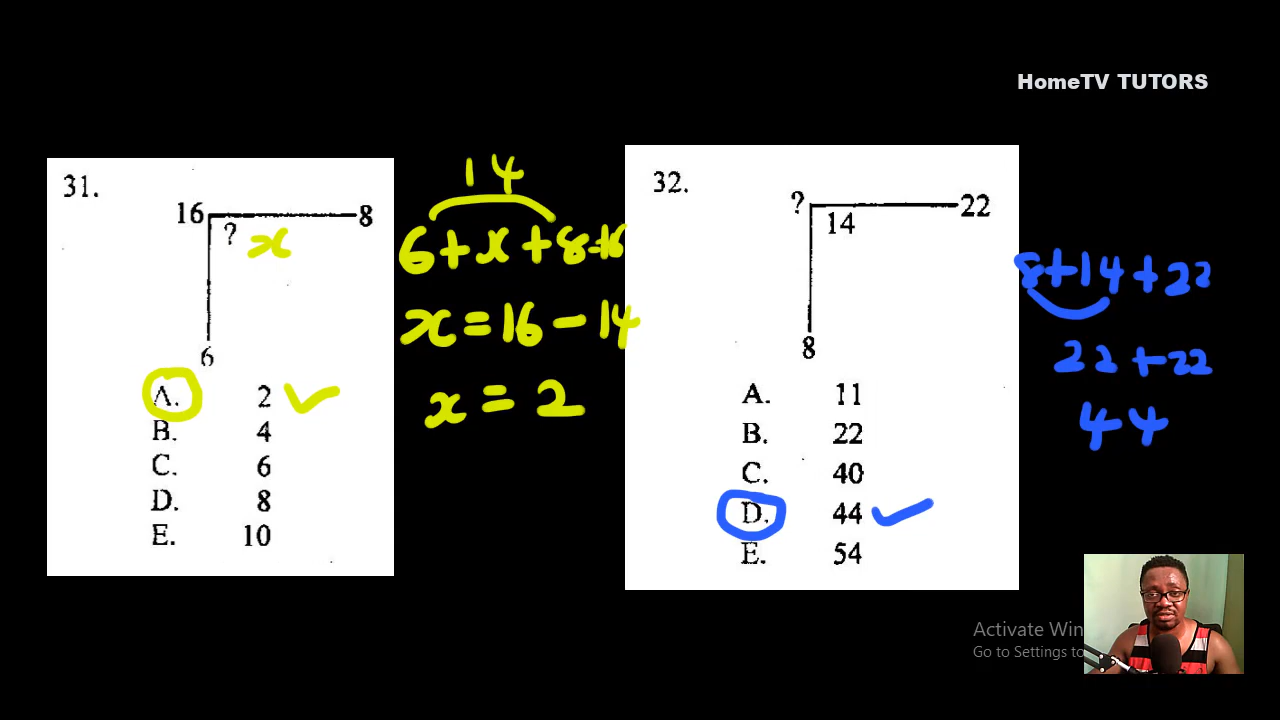 HomeTV TUTORS
31.
16 8
? x
6
A. 2
B. 4
C. 6
D. 8
E. 10
14
6+x+8=16
x=16-14
x=2
32.
? 22
14
8
A. 11
B. 22
C. 40
D. 44
E. 54
8+14+22
22+22
44
Activate Win
Go to Settings to